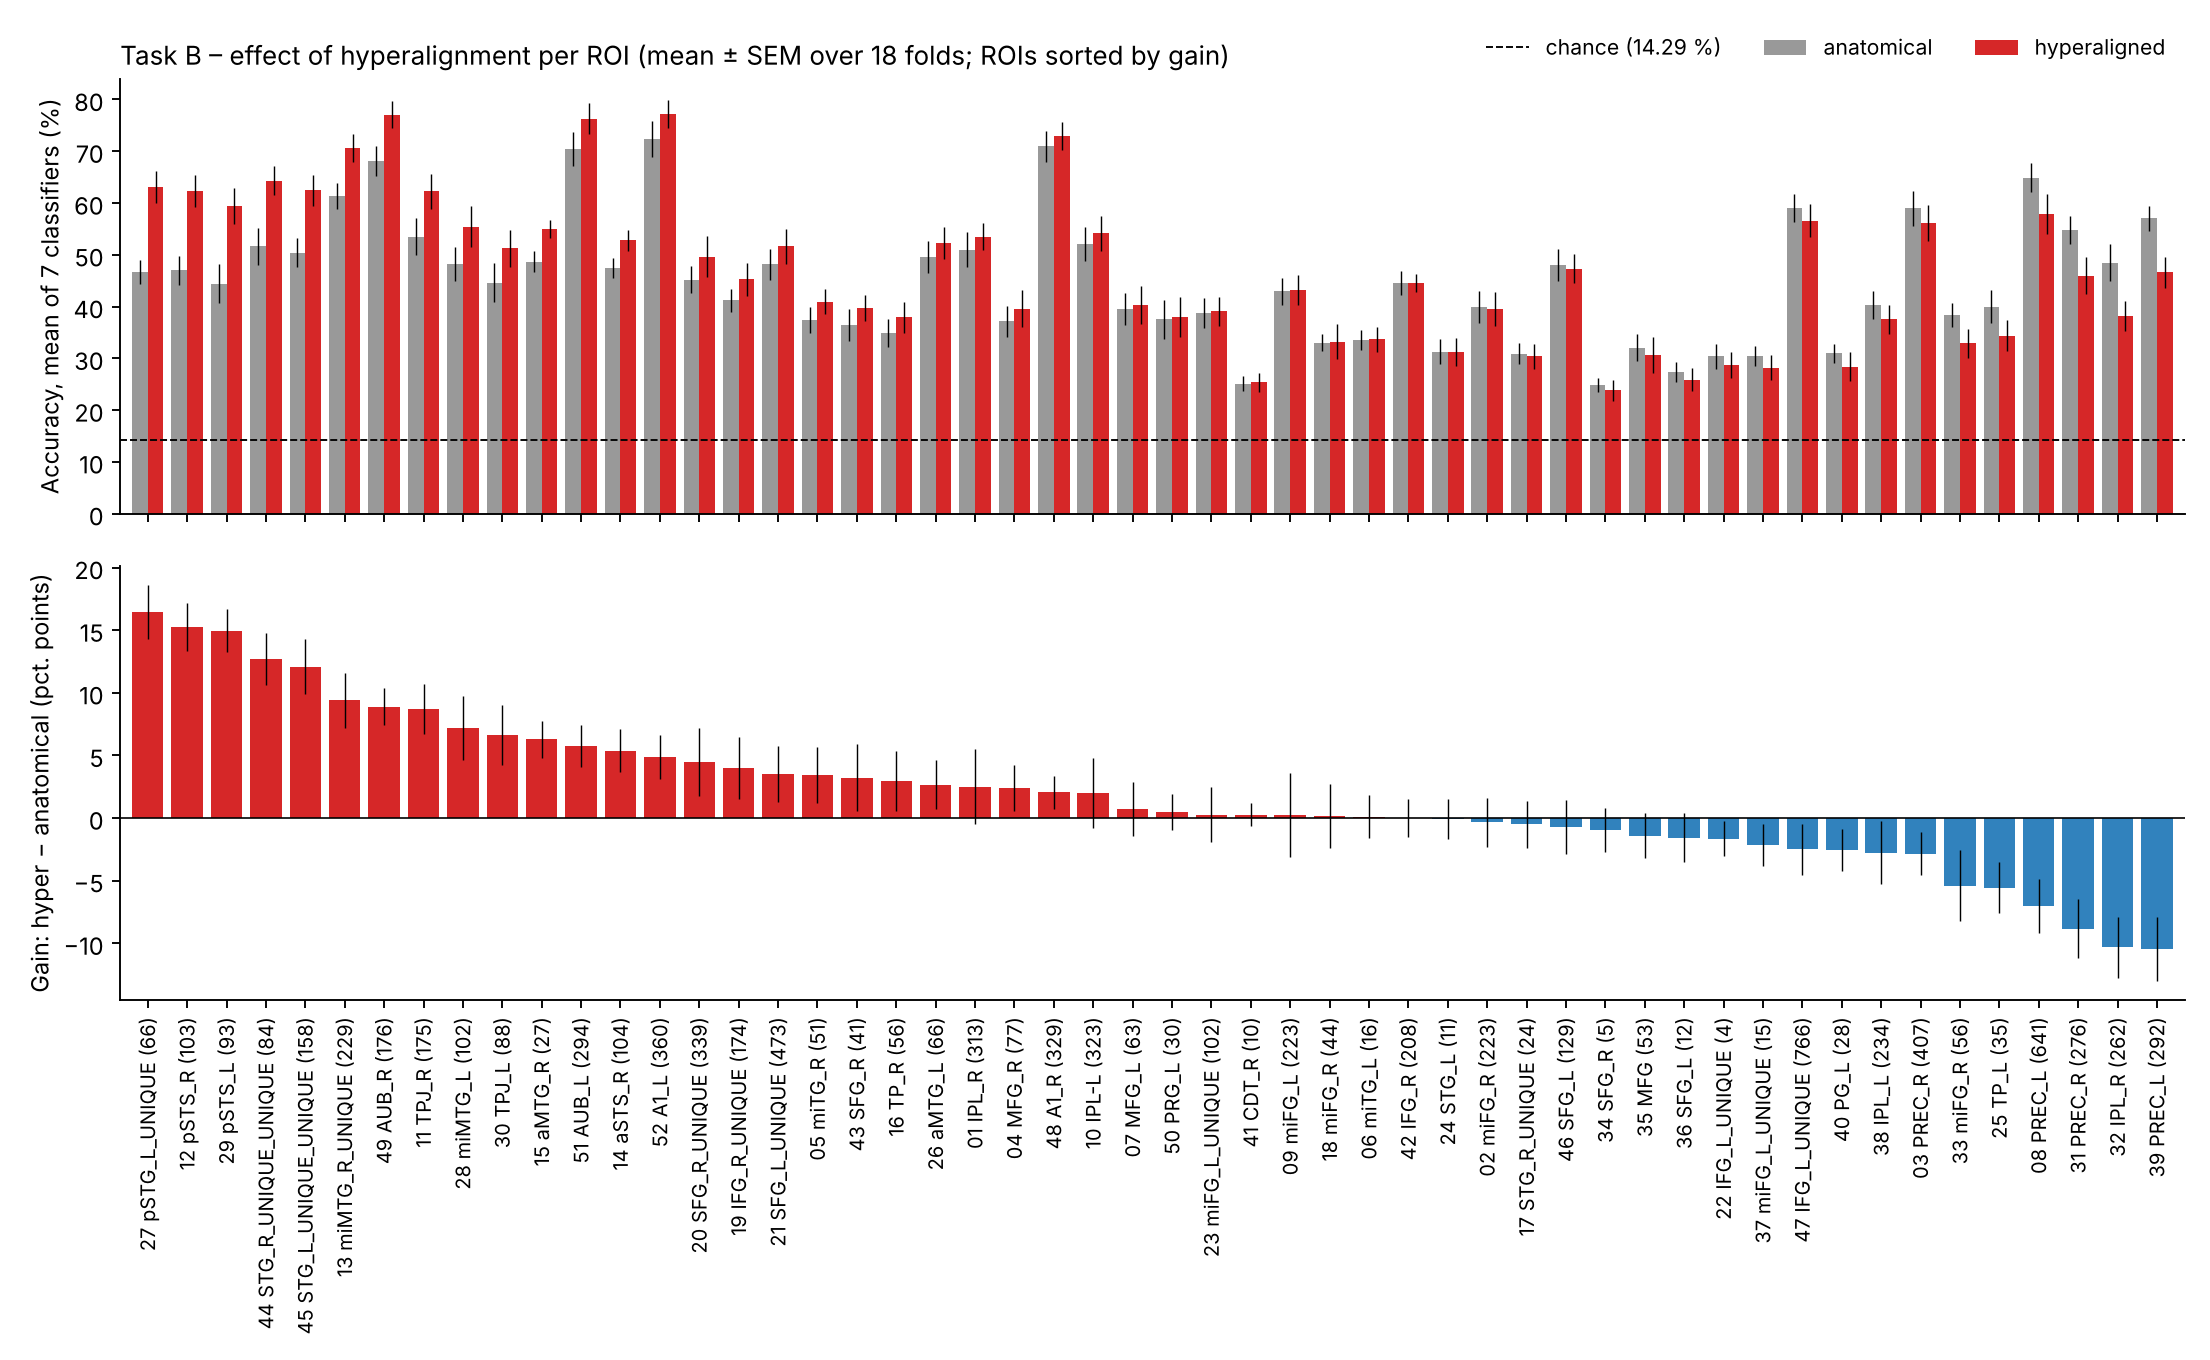 Task B – effect of hyperalignment per ROI (mean ± SEM over 18 folds; ROIs sorted by gain)
chance (14.29 %)
anatomical
hyperaligned
Accuracy, mean of 7 classifiers (%)
80
70
60
50
40
30
20
10
0
Gain: hyper − anatomical (pct. points)
20
15
10
5
0
−5
−10
27 pSTG_L_UNIQUE (66)
12 pSTS_R (103)
29 pSTS_L (93)
44 STG_R_UNIQUE_UNIQUE (84)
45 STG_L_UNIQUE_UNIQUE (158)
13 miMTG_R_UNIQUE (229)
49 AUB_R (176)
11 TPJ_R (175)
28 miMTG_L (102)
30 TPJ_L (88)
15 aMTG_R (27)
51 AUB_L (294)
14 aSTS_R (104)
52 A1_L (360)
20 SFG_R_UNIQUE (339)
19 IFG_R_UNIQUE (174)
21 SFG_L_UNIQUE (473)
05 miTG_R (51)
43 SFG_R (41)
16 TP_R (56)
26 aMTG_L (66)
01 IPL_R (313)
04 MFG_R (77)
48 A1_R (329)
10 IPL-L (323)
07 MFG_L (63)
50 PRG_L (30)
23 miFG_L_UNIQUE (102)
41 CDT_R (10)
09 miFG_L (223)
18 miFG_R (44)
06 miTG_L (16)
42 IFG_R (208)
24 STG_L (11)
02 miFG_R (223)
17 STG_R_UNIQUE (24)
46 SFG_L (129)
34 SFG_R (5)
35 MFG (53)
36 SFG_L (12)
22 IFG_L_UNIQUE (4)
37 miFG_L_UNIQUE (15)
47 IFG_L_UNIQUE (766)
40 PG_L (28)
38 IPL_L (234)
03 PREC_R (407)
33 miFG_R (56)
25 TP_L (35)
08 PREC_L (641)
31 PREC_R (276)
32 IPL_R (262)
39 PREC_L (292)